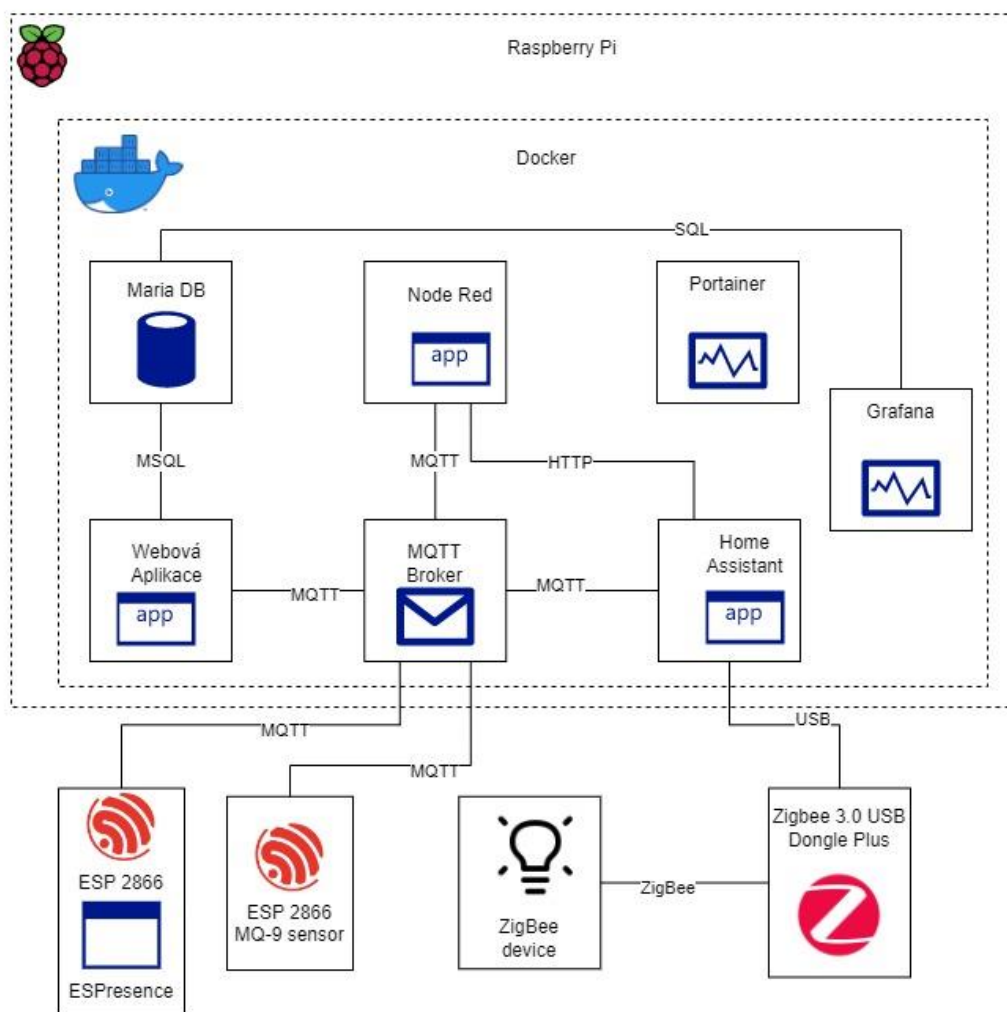 Raspberry Pi
Docker
SQL
Maria DB
Node Red
app
Portainer
Grafana
MSQL
MQTT
HTTP
Webová
Aplikace
app
MQTT
MQTT
Broker
MQTT
Home
Assistant
app
MQTT
MQTT
USB
ESP 2866
ESPresence
ESP 2866
MQ-9 sensor
ZigBee
device
ZigBee
Zigbee 3.0 USB
Dongle Plus